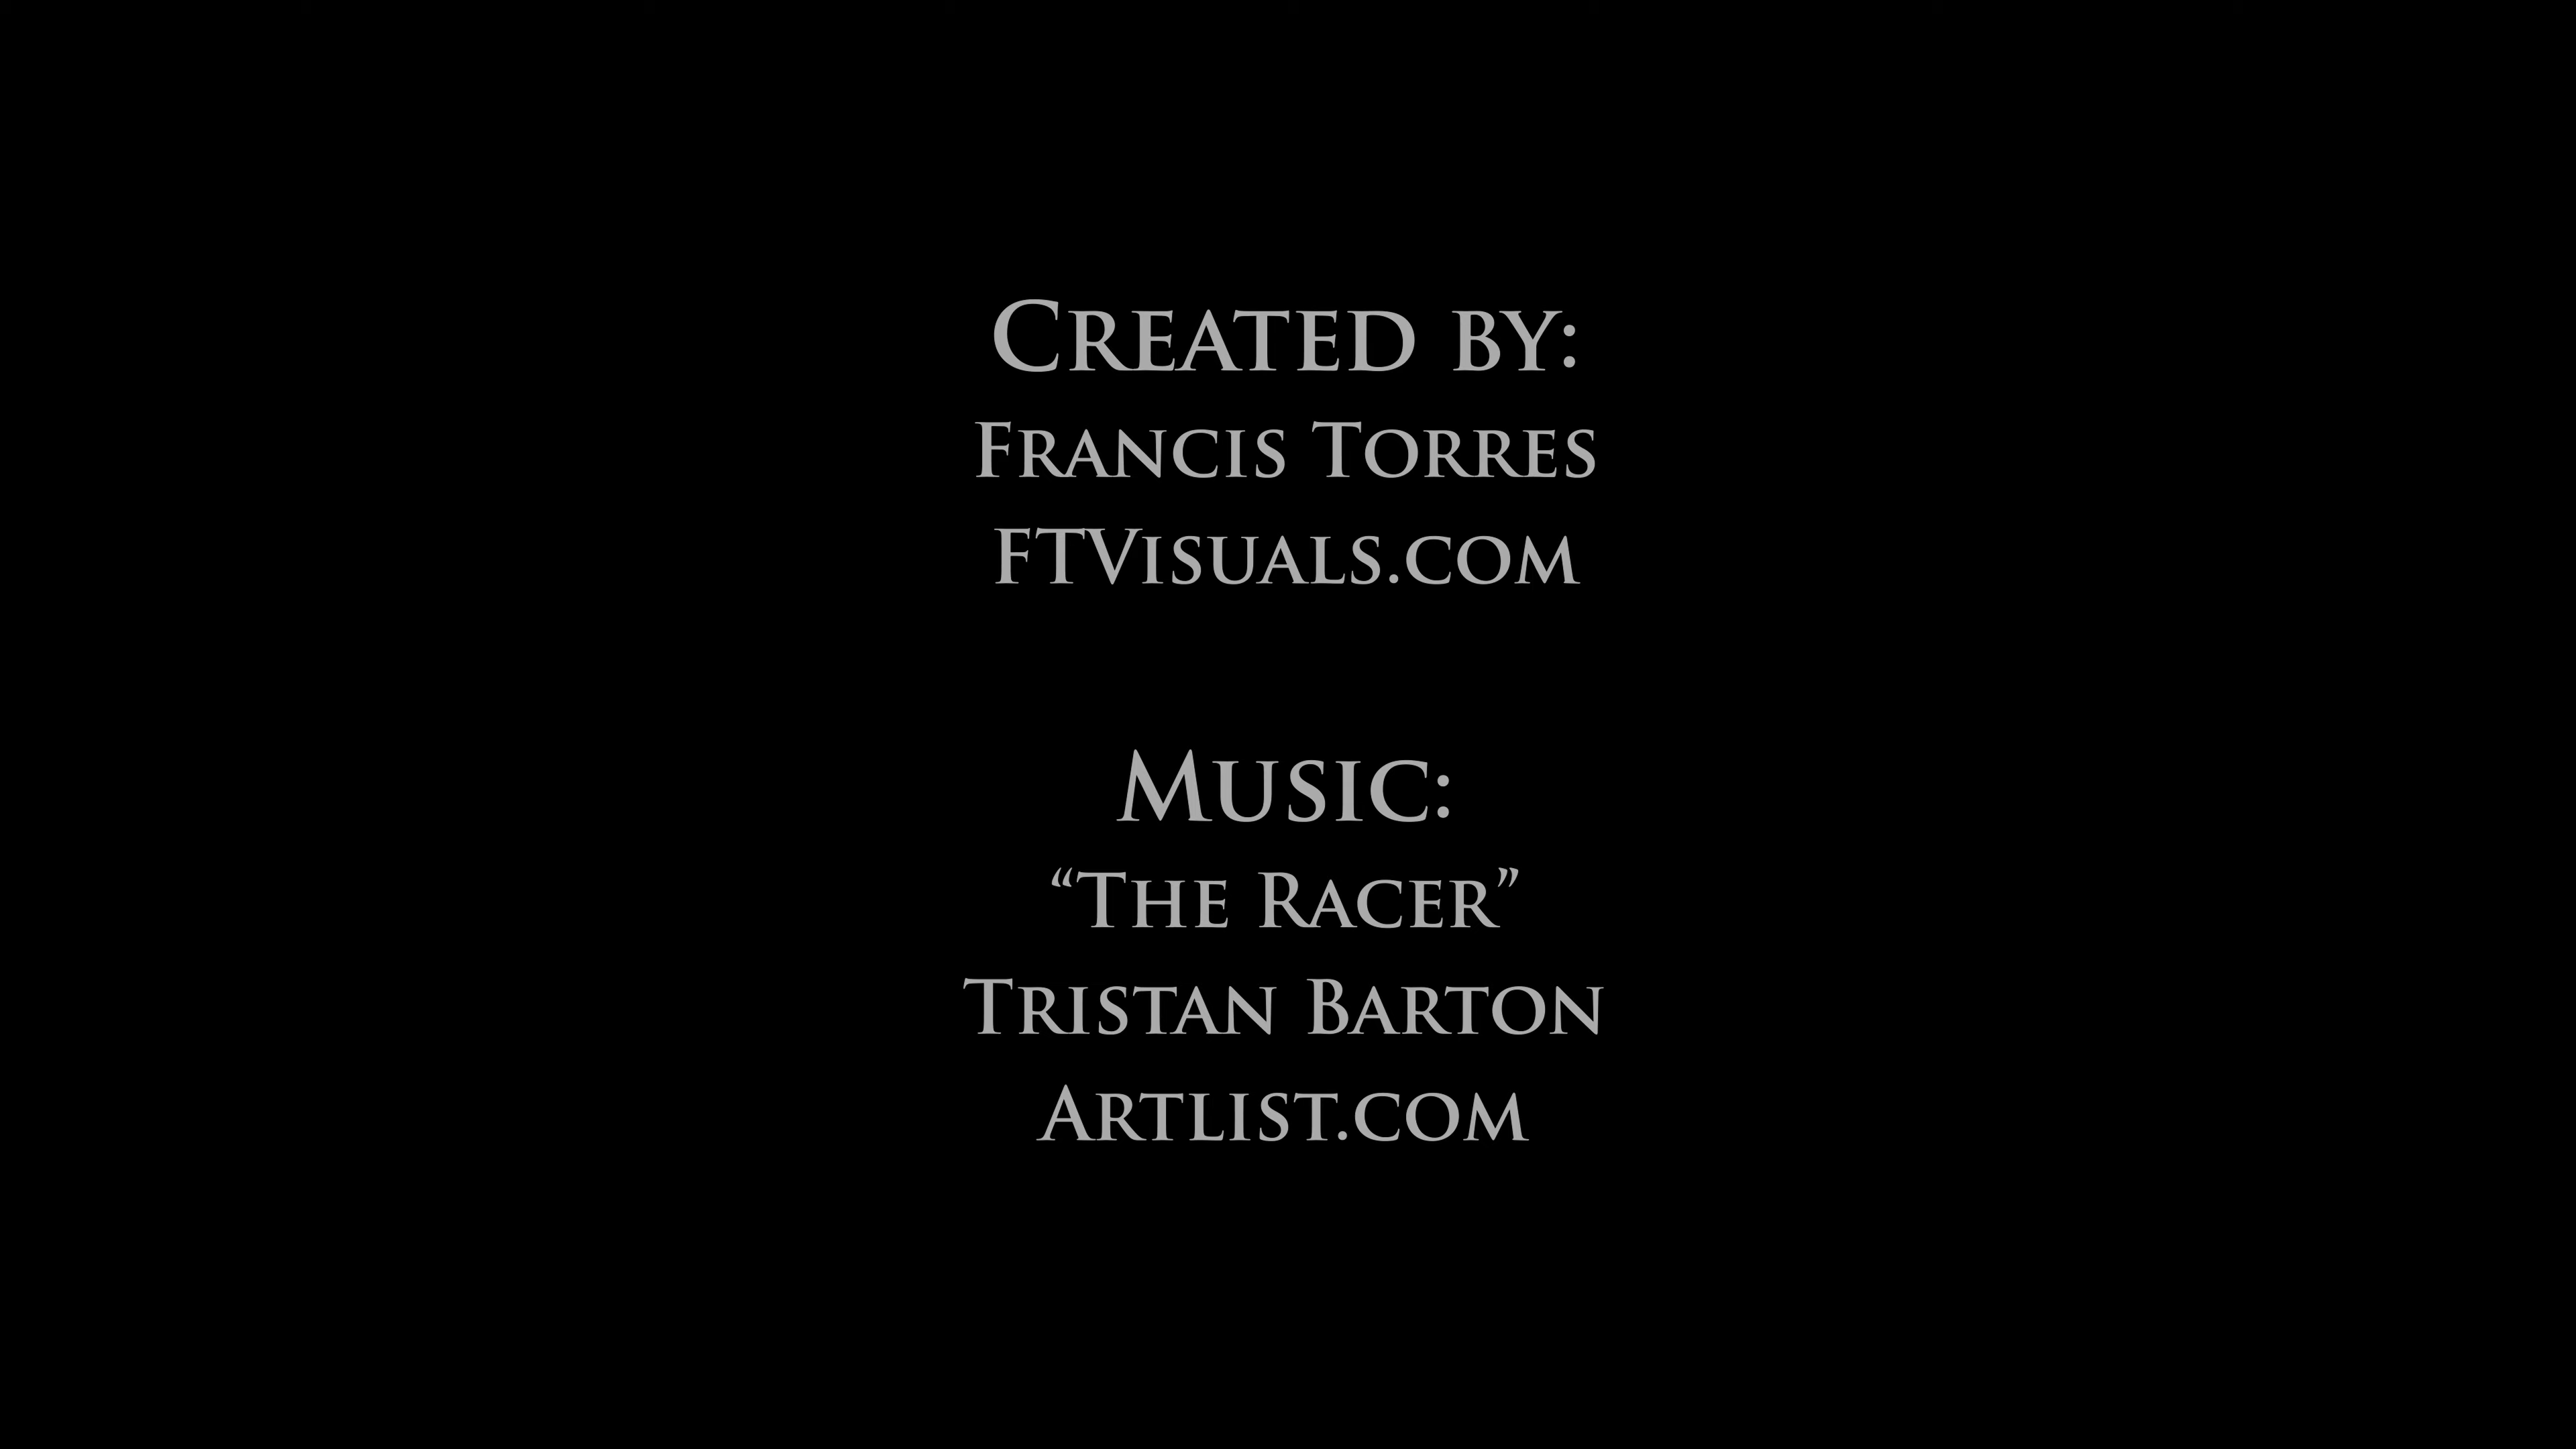 Created by:
Francis Torres
FTVisuals.com
Music:
“The Racer”
Tristan Barton
Artlist.com